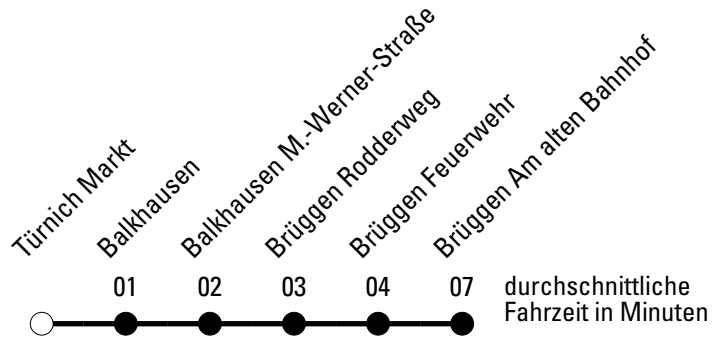 Türnich Markt
Balkhausen
Balkhausen M.-Werner-Straße
Brüggen Rodderweg
Brüggen Feuerwehr
Brüggen Am alten Bahnhof
01 02 03 04 07
durchschnittliche
Fahrzeit in Minuten